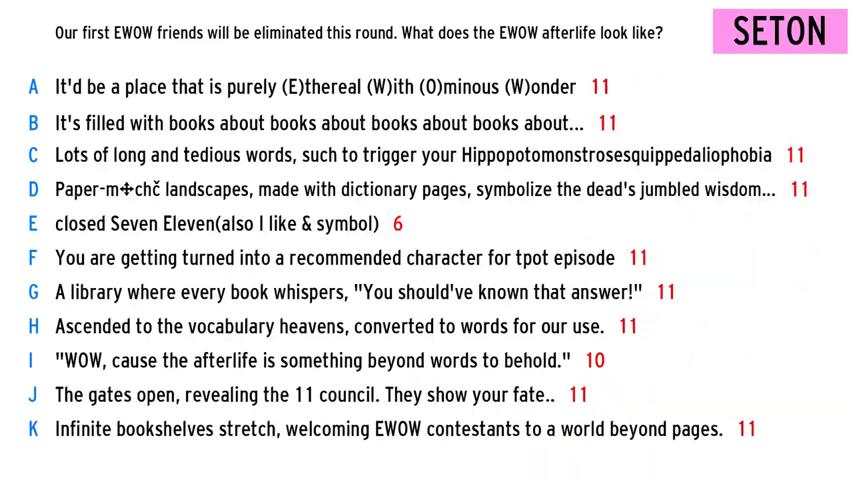 Our first EWOW friends will be eliminated this round. What does the EWOW afterlife look like?
SETON
A It'd be a place that is purely (E)thereal (W)ith (O)minous (W)onder 11
B It's filled with books about books about books about books about... 11
C Lots of long and tedious words, such to trigger your Hippopotomonstrosesquippedaliophobia 11
D Paper-m✢chč landscapes, made with dictionary pages, symbolize the dead's jumbled wisdom... 11
E closed Seven Eleven(also I like & symbol) 6
F You are getting turned into a recommended character for tpot episode 11
G A library where every book whispers, "You should've known that answer!" 11
H Ascended to the vocabulary heavens, converted to words for our use. 11
I "WOW, cause the afterlife is something beyond words to behold." 10
J The gates open, revealing the 11 council. They show your fate.. 11
K Infinite bookshelves stretch, welcoming EWOW contestants to a world beyond pages. 11